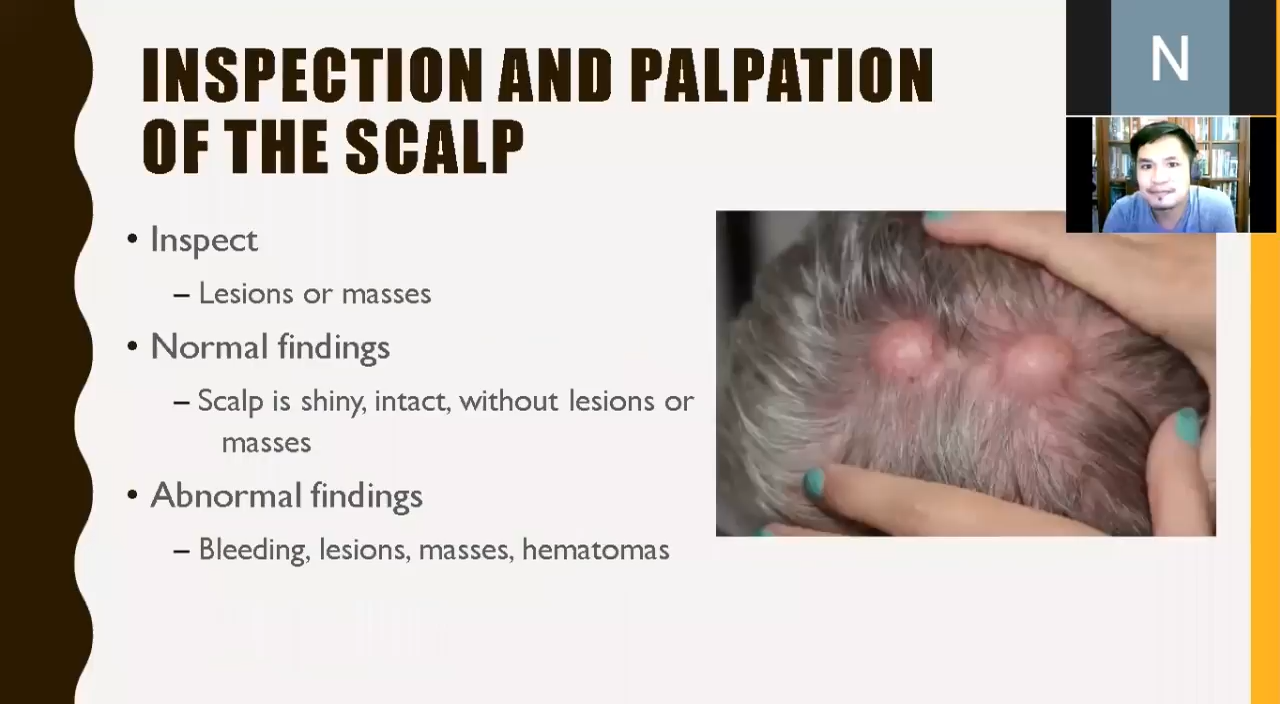 INSPECTION AND PALPATION
OF THE SCALP
N
• Inspect
– Lesions or masses
• Normal findings
– Scalp is shiny, intact, without lesions or
masses
• Abnormal findings
– Bleeding, lesions, masses, hematomas